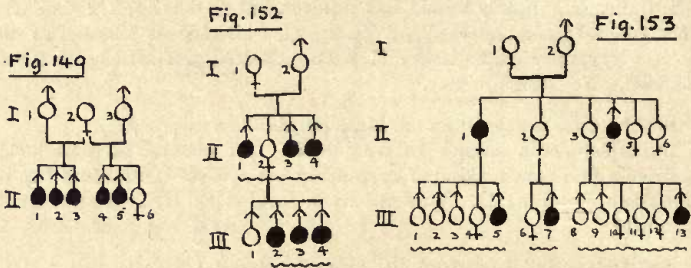 Fig.149
I 1 2 3
II 1 2 3 4 5 6
Fig.152
I 1 2
II 1 2 3 4
III 1 2 3 4
Fig.153
I 1 2
II 1 2 3 4 5 6
III 1 2 3 4 5 6 7 8 9 10 11 12 13